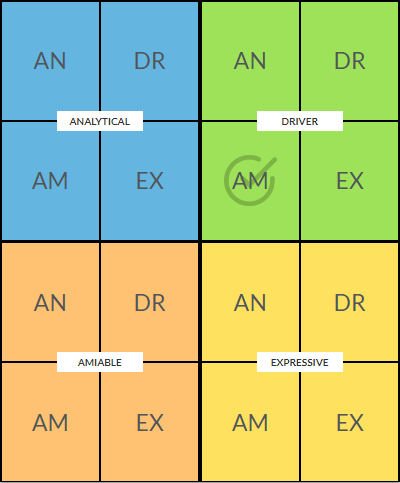 AN DR AN DR
ANALYTICAL DRIVER
AM EX AM EX
AN DR AN DR
AMIABLE EXPRESSIVE
AM EX AM EX